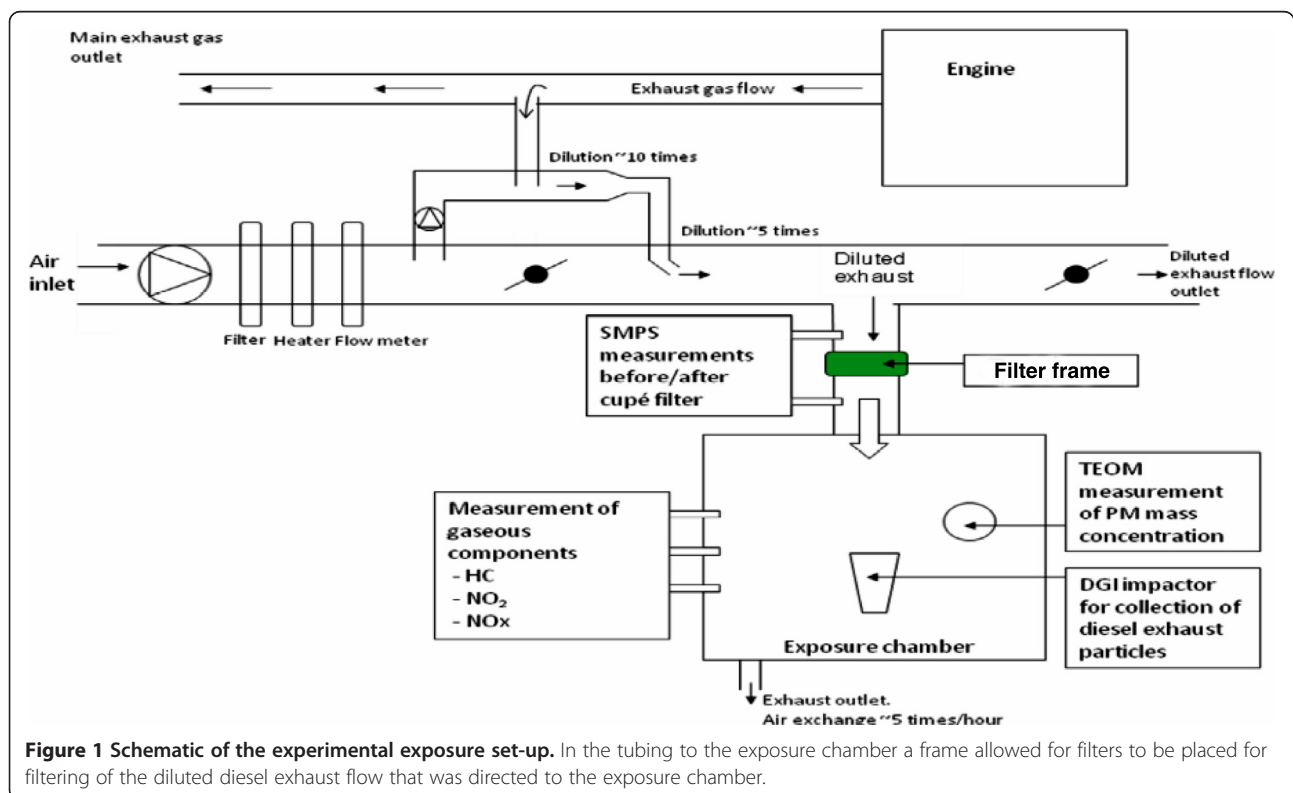 Main exhaust gas
outlet
Engine
Exhaust gas flow
Dilution~10 times
Dilution~5 times
Air
inlet
Diluted
exhaust
Diluted
exhaust flow
outlet
Filter Heater Flow meter
SMPS
measurements
before/after
cupé filter
Filter frame
Measurement of
gaseous
components
- HC
- NO₂
- NOx
TEOM
measurement
of PM mass
concentration
DGI impactor
for collection of
diesel exhaust
particles
Exposure chamber
Exhaust outlet.
Air exchange ~5 times/hour
Figure 1 Schematic of the experimental exposure set-up. In the tubing to the exposure chamber a frame allowed for filters to be placed for
filtering of the diluted diesel exhaust flow that was directed to the exposure chamber.